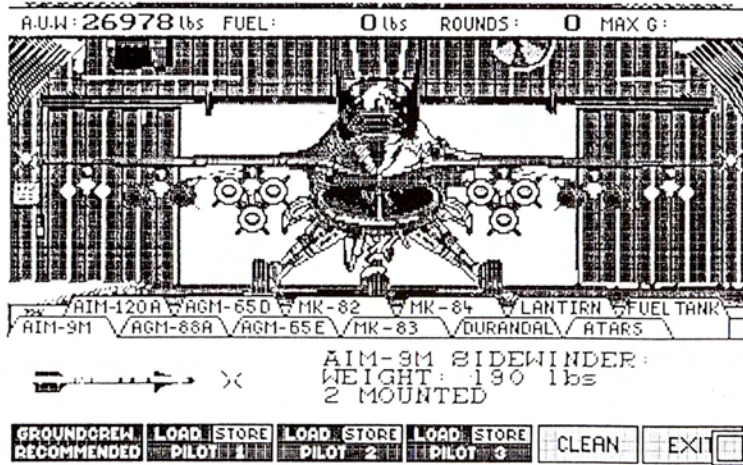 A.U.W: 26978 lbs FUEL: 0 lbs ROUNDS: 0 MAX G:
AIM-120A AGM-65D MK-82 MK-84 LANTIRN FUEL TANK
AIM-9M AGM-88A AGM-65E MK-83 DURANDAL ATARS
AIM-9M SIDEWINDER:
WEIGHT: 190 lbs
2 MOUNTED
GROUNDCREW LOAD STORE LOAD STORE LOAD STORE CLEAN EXIT
RECOMMENDED PILOT 1 PILOT 2 PILOT 3